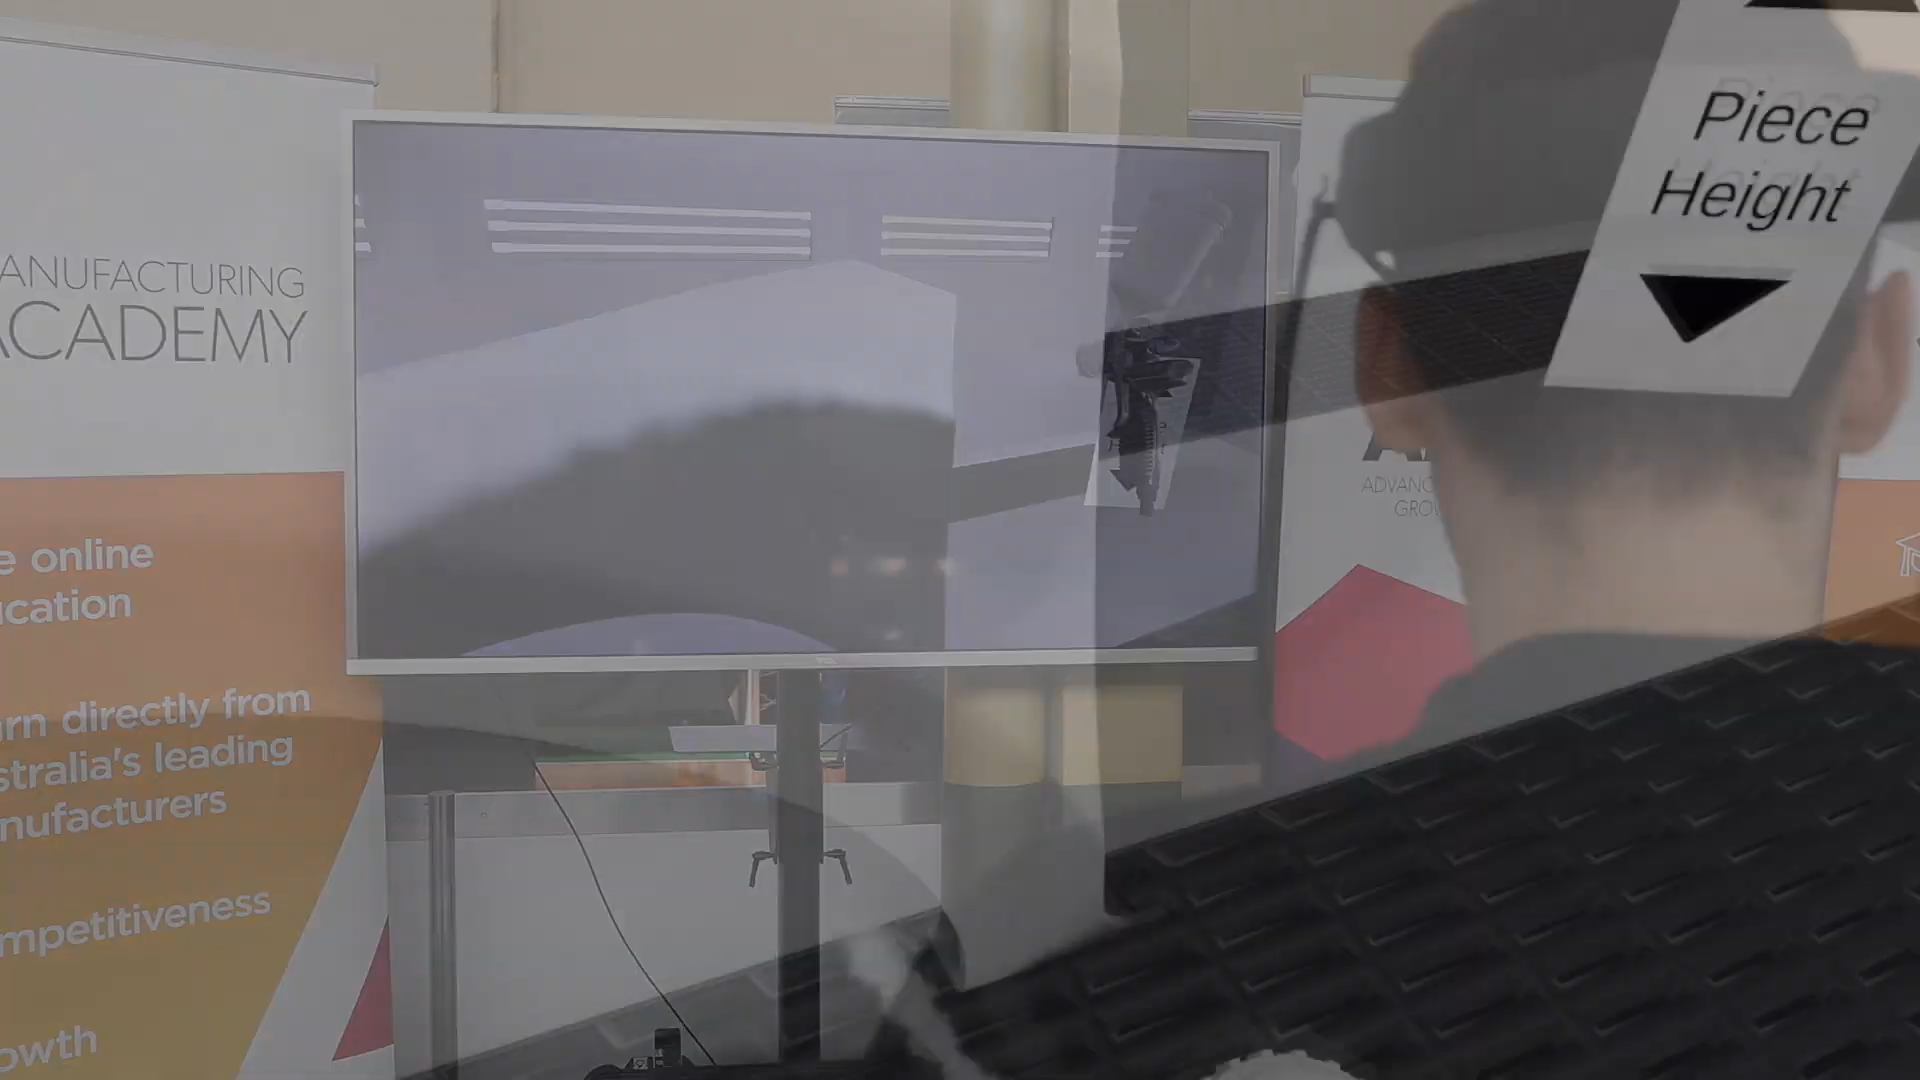 ANUFACTURING
ACADEMY
e online
cation
rn directly from
stralia's leading
nufacturers
mpetitiveness
owth
Piece
Height
ADVANC
GROW